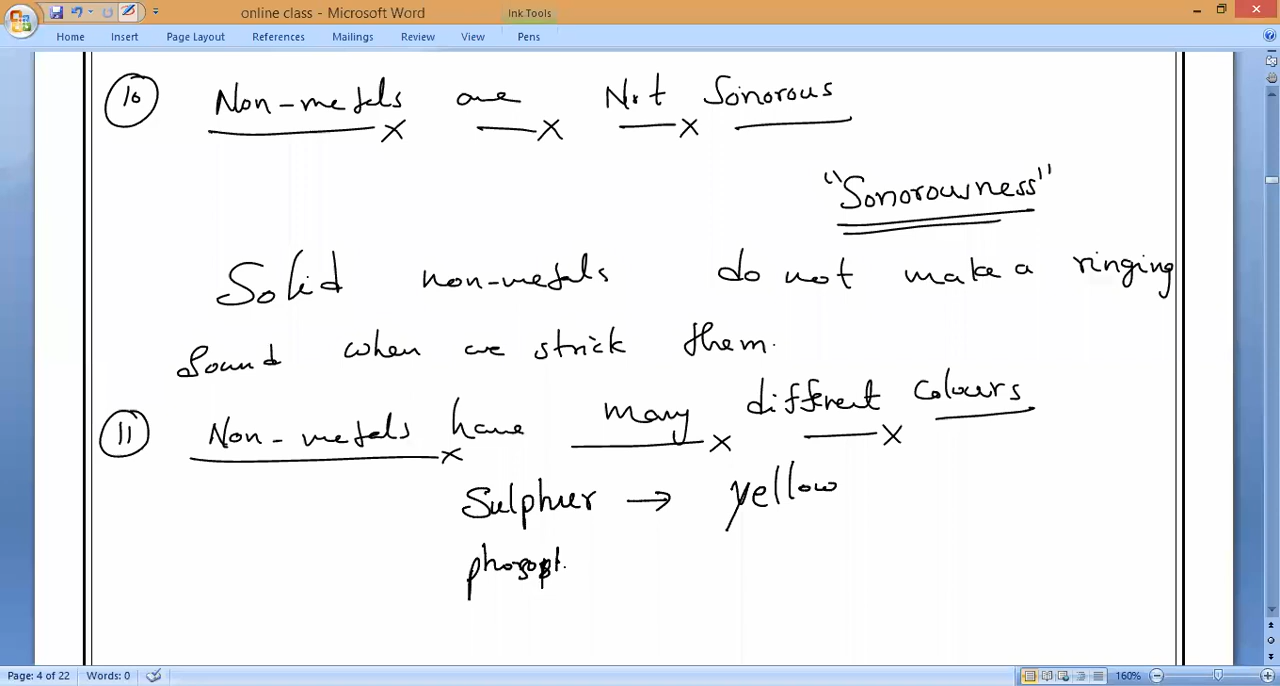 online class - Microsoft Word
Ink Tools
Home Insert Page Layout References Mailings Review View Pens
10 Non-metals are Not Sonorous
"Sonorousness"
Solid non-metals do not make a ringing
Sound when we strick them.
11 Non-metals have many different colours
Sulphur → yellow
Page: 4 of 22 Words: 0 160%